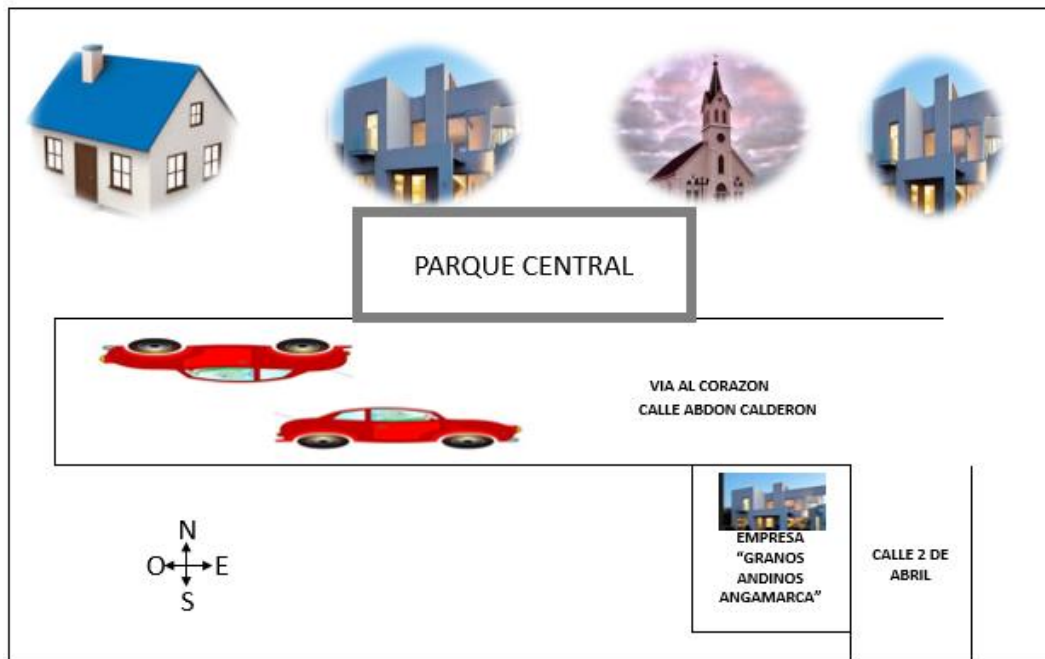 PARQUE CENTRAL
VIA AL CORAZON
CALLE ABDON CALDERON
N
O E
S
EMPRESA
“GRANOS
ANDINOS
ANGAMARCA”
CALLE 2 DE
ABRIL